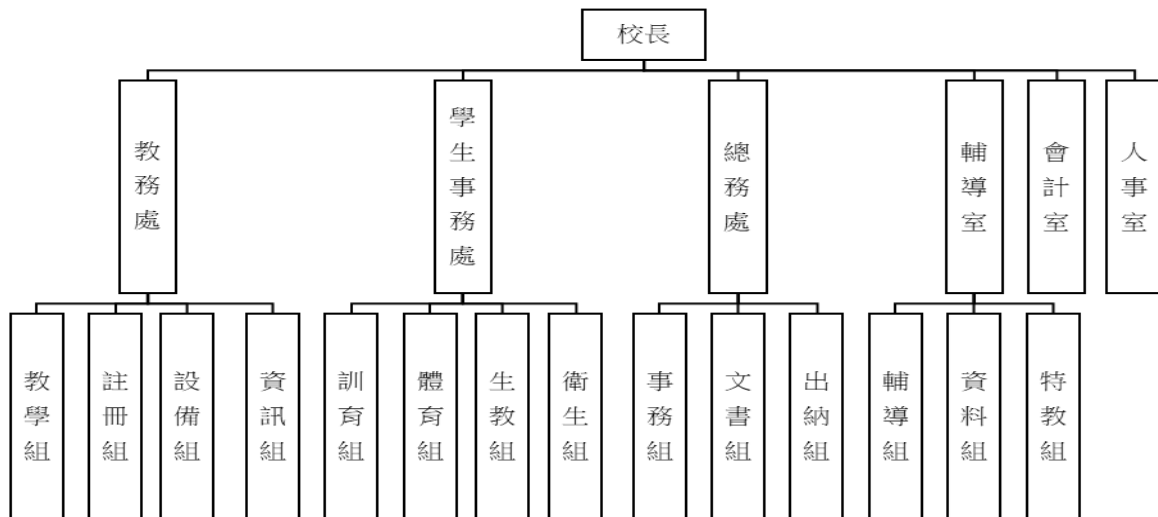 校長
教務處
學生事務處
總務處
輔導室
會計室
人事室
教學組
註冊組
設備組
資訊組
訓育組
體育組
生教組
衛生組
事務組
文書組
出納組
輔導組
資料組
特教組